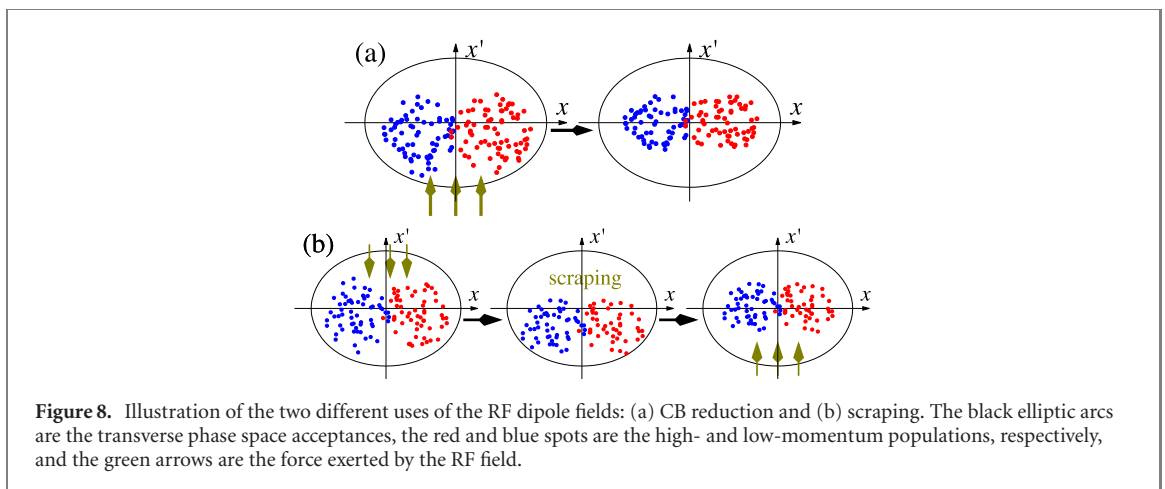 (a) x' x x' x
(b) x' x x' x x' x
scraping
Figure 8. Illustration of the two different uses of the RF dipole fields: (a) CB reduction and (b) scraping. The black elliptic arcs
are the transverse phase space acceptances, the red and blue spots are the high- and low-momentum populations, respectively,
and the green arrows are the force exerted by the RF field.